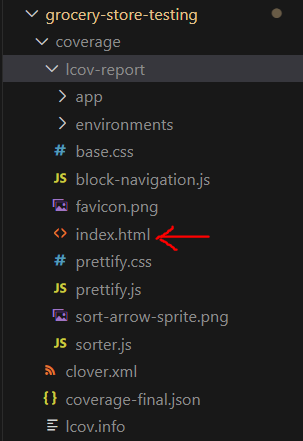 grocery-store-testing
coverage
lcov-report
app
environments
# base.css
JS block-navigation.js
favicon.png
<> index.html
# prettify.css
JS prettify.js
sort-arrow-sprite.png
JS sorter.js
clover.xml
{} coverage-final.json
lcov.info